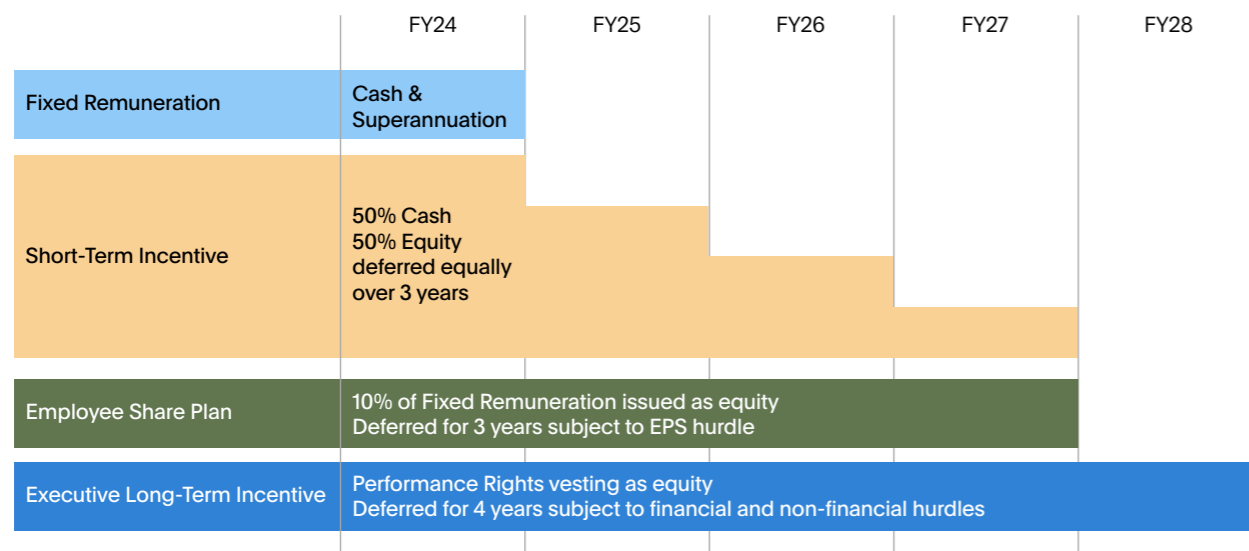 FY24 FY25 FY26 FY27 FY28
Fixed Remuneration
Cash &
Superannuation
Short-Term Incentive
50% Cash
50% Equity
deferred equally
over 3 years
Employee Share Plan
10% of Fixed Remuneration issued as equity
Deferred for 3 years subject to EPS hurdle
Executive Long-Term Incentive
Performance Rights vesting as equity
Deferred for 4 years subject to financial and non-financial hurdles